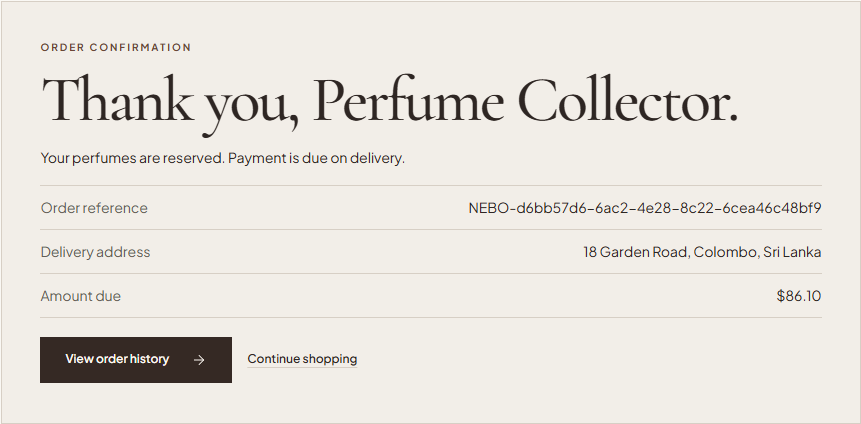 ORDER CONFIRMATION
Thank you, Perfume Collector.
Your perfumes are reserved. Payment is due on delivery.
Order reference NEBO-d6bb57d6-6ac2-4e28-8c22-6cea46c48bf9
Delivery address 18 Garden Road, Colombo, Sri Lanka
Amount due $86.10
View order history → Continue shopping